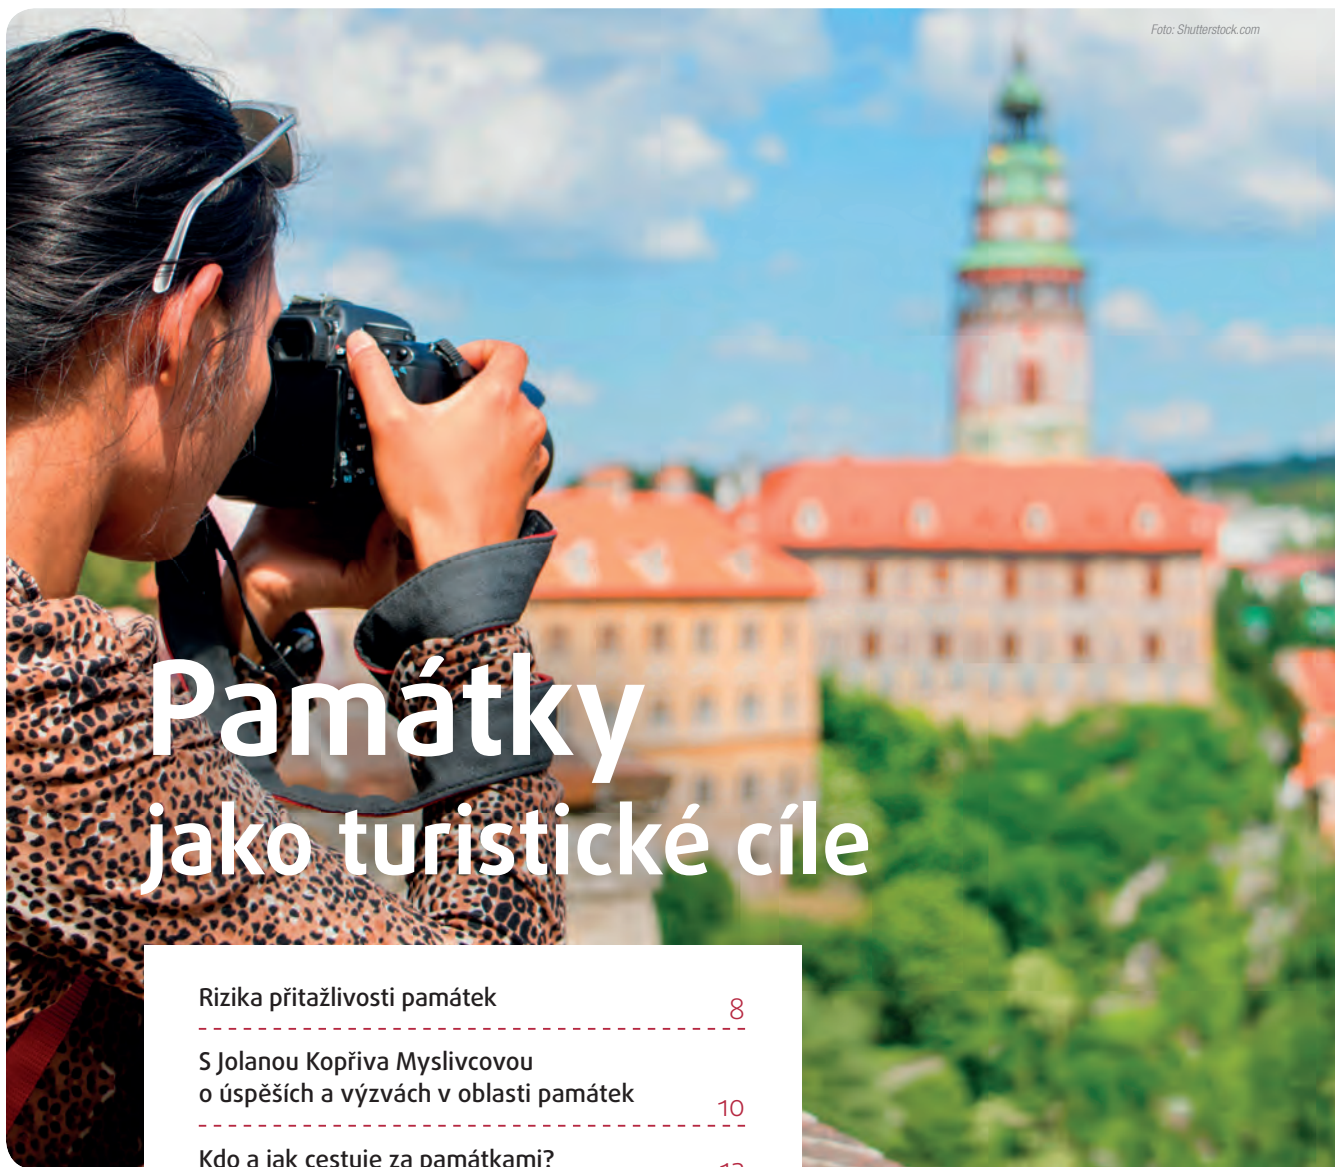 Foto: Shutterstock.com
Památky
jako turistické cíle
Rizika přitažlivosti památek
8
S Jolanou Kopřiva Myslivcovou
o úspěších a výzvách v oblasti památek
10
Kdo a jak cestuje za památkami?